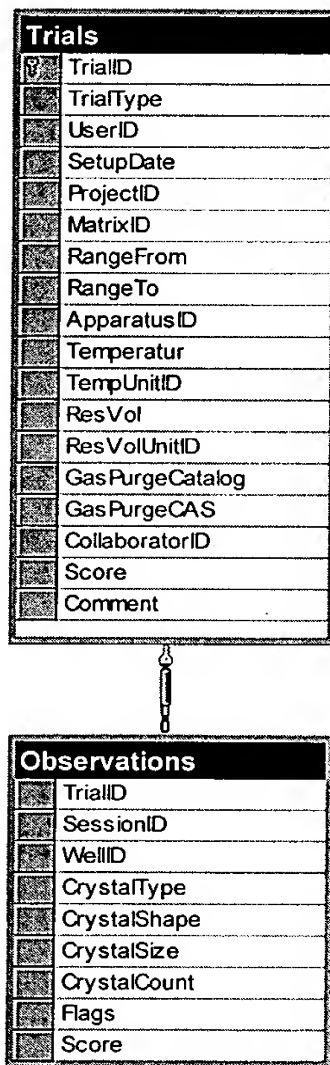 Trials
TrialID
TrialType
UserID
SetupDate
ProjectID
MatrixID
RangeFrom
RangeTo
ApparatusID
Temperatur
TempUnitID
ResVol
ResVolUnitID
GasPurgeCatalog
GasPurgeCAS
CollaboratorID
Score
Comment
Observations
TrialID
SessionID
WellID
CrystalType
CrystalShape
CrystalSize
CrystalCount
Flags
Score